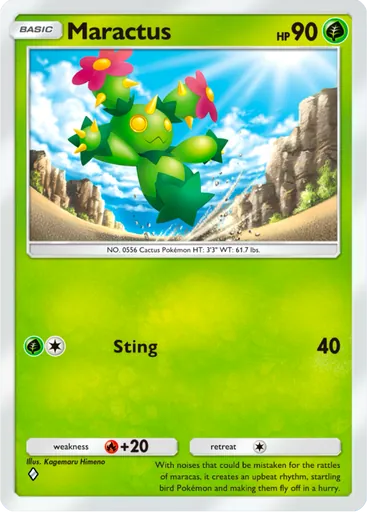 BASIC
Maractus
HP 90
NO. 0556 Cactus Pokémon HT: 3'3" WT: 61.7 lbs.
Sting 40
weakness +20 retreat
Illus. Kagemaru Himeno
With noises that could be mistaken for the rattles
of maracas, it creates an upbeat rhythm, startling
bird Pokémon and making them fly off in a hurry.